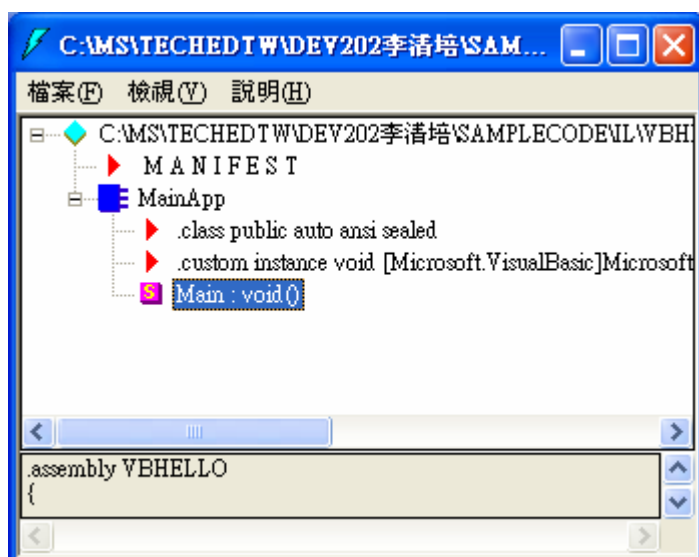 C:\MS\TECHEDTW\DEV202李潘培\SAM...
檔案(F) 檢視(V) 說明(H)
C:\MS\TECHEDTW\DEV202李潘培\SAMPLECODE\IL\VBH
M A N I F E S T
MainApp
.class public auto ansi sealed
.custom instance void [Microsoft.VisualBasic]Microsoft
S
Main : void()
.assembly VBHELLO
{